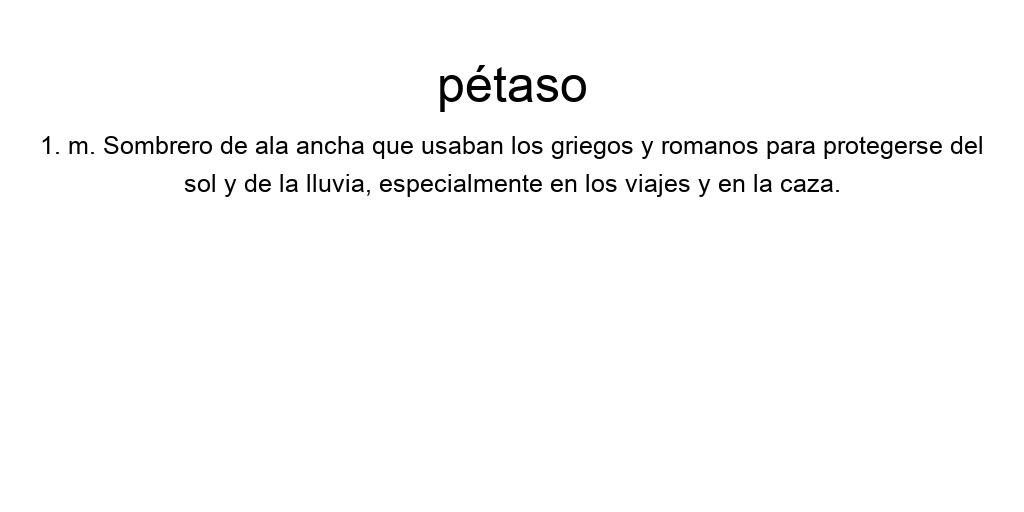 pétaso
1. m. Sombrero de ala ancha que usaban los griegos y romanos para protegerse del
sol y de la lluvia, especialmente en los viajes y en la caza.